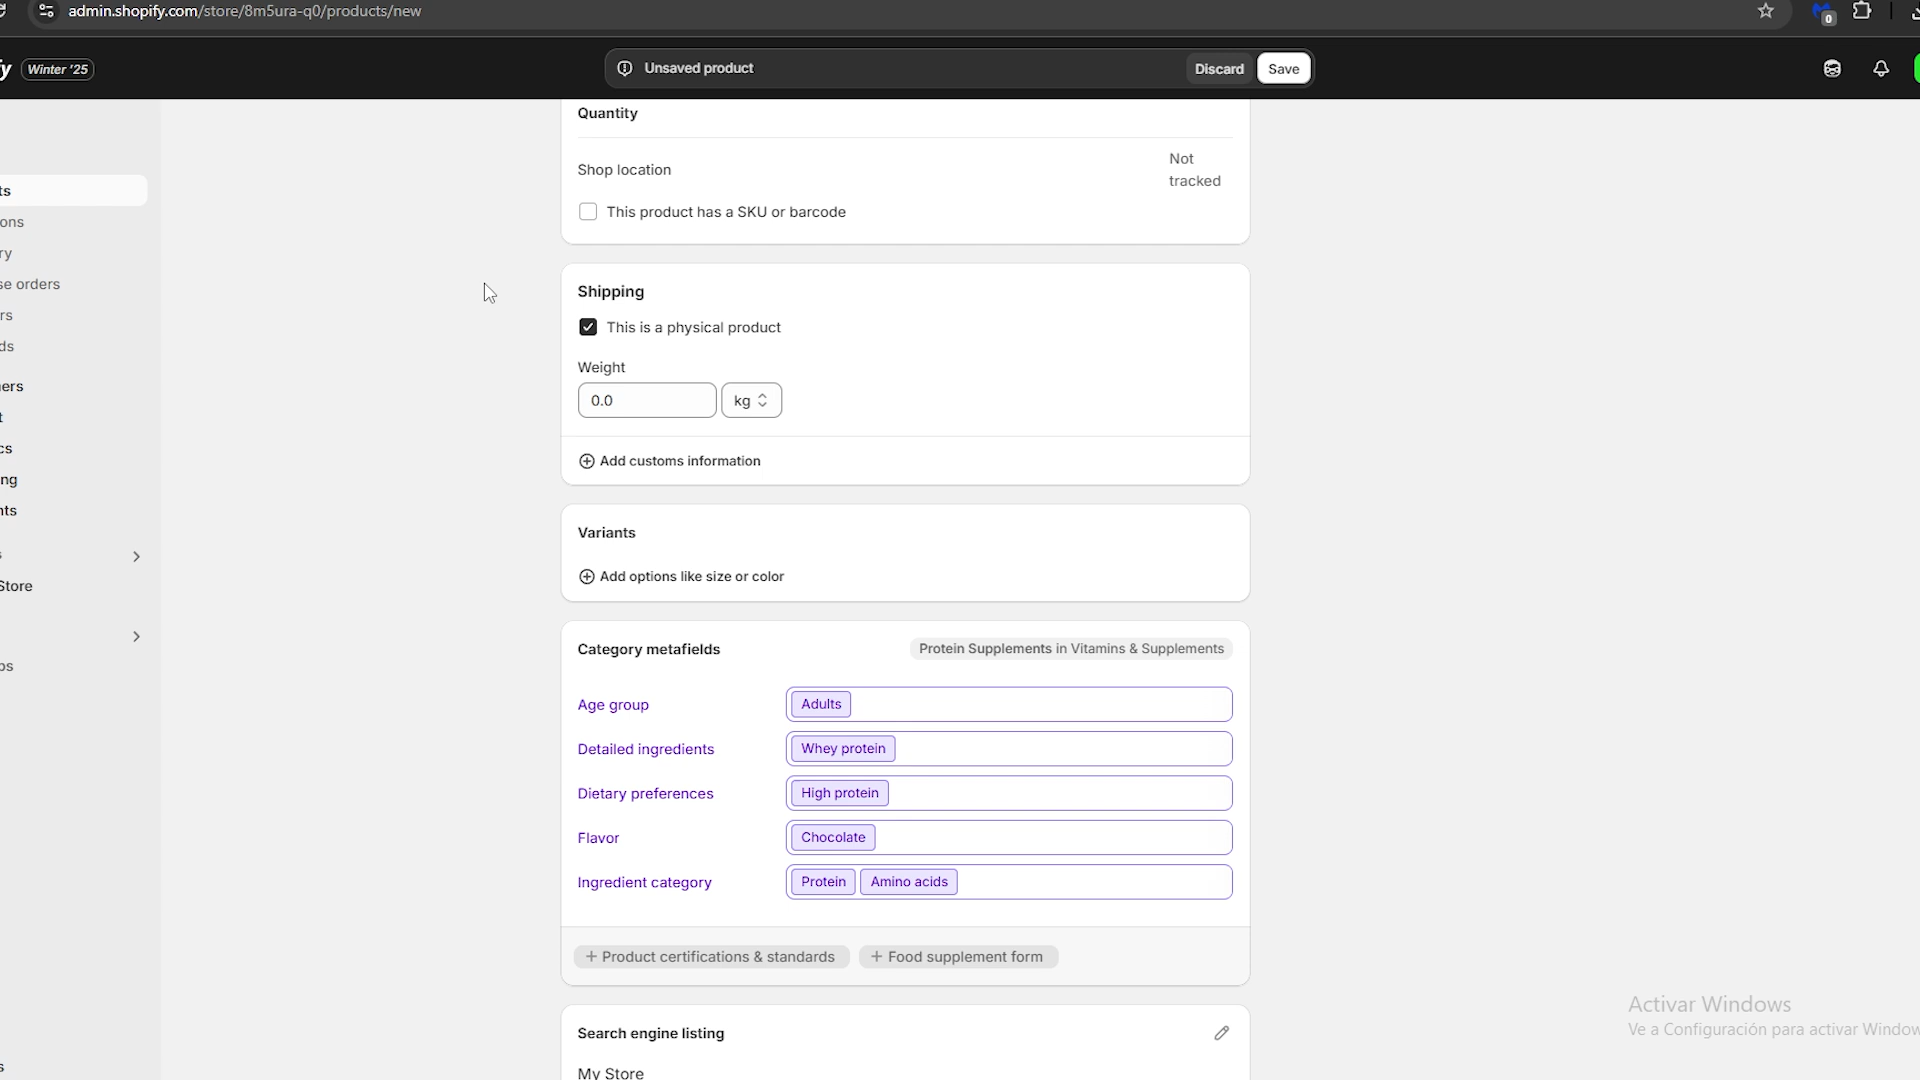 admin.shopify.com/store/8m5ura-q0/products/new
0
fy Winter '25
Unsaved product
Discard
Save
ts
ons
ry
se orders
rs
ds
ers
t
cs
ng
nts
s
Store
ps
s
Quantity
Shop location
Not
tracked
This product has a SKU or barcode
Shipping
This is a physical product
Weight
0.0
kg
Add customs information
Variants
Add options like size or color
Category metafields
Protein Supplements in Vitamins & Supplements
Age group
Adults
Detailed ingredients
Whey protein
Dietary preferences
High protein
Flavor
Chocolate
Ingredient category
Protein
Amino acids
+ Product certifications & standards
+ Food supplement form
Search engine listing
My Store
Activar Windows
Ve a Configuración para activar Window